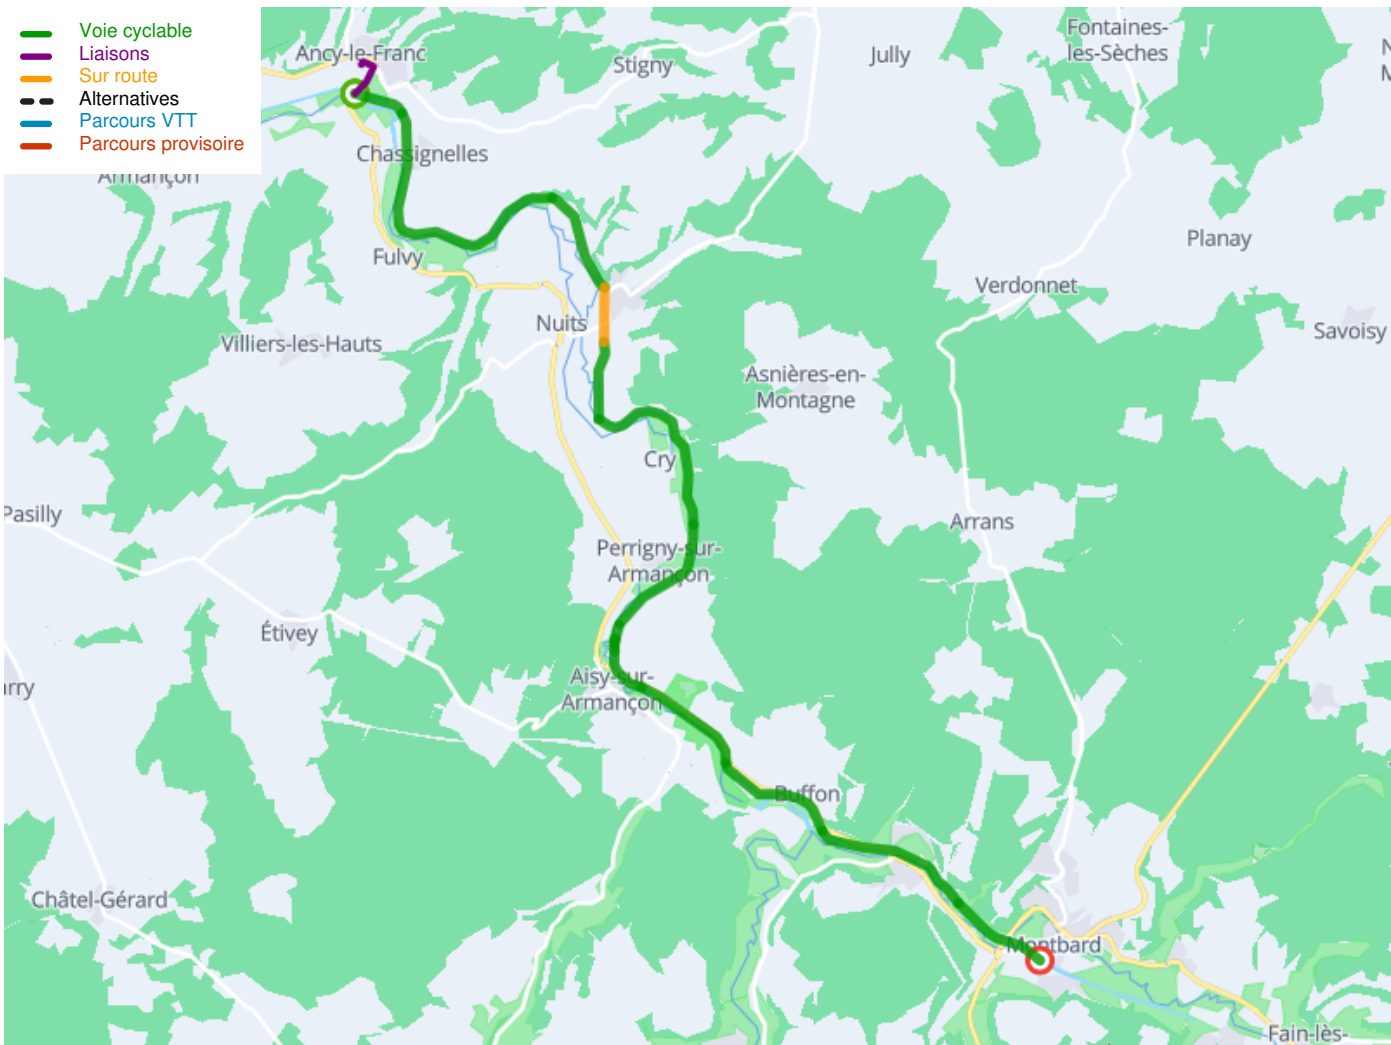 Voie cyclable
Liaisons
Sur route
Alternatives
Parcours VTT
Parcours provisoire
Ancy-le-Franc
Stigny
Jully
Fontaines-
les-Sèches
Armançon
Chassignelles
Fulvy
Planay
Verdonnet
Nuits
Villiers-les-Hauts
Savoisy
Asnières-en-
Montagne
Cry
Pasilly
Arrans
Perrigny-sur-
Armançon
Étivey
Aisy-sur-
Armançon
arry
Buffon
Châtel-Gérard
Montbard
Fain-lès-